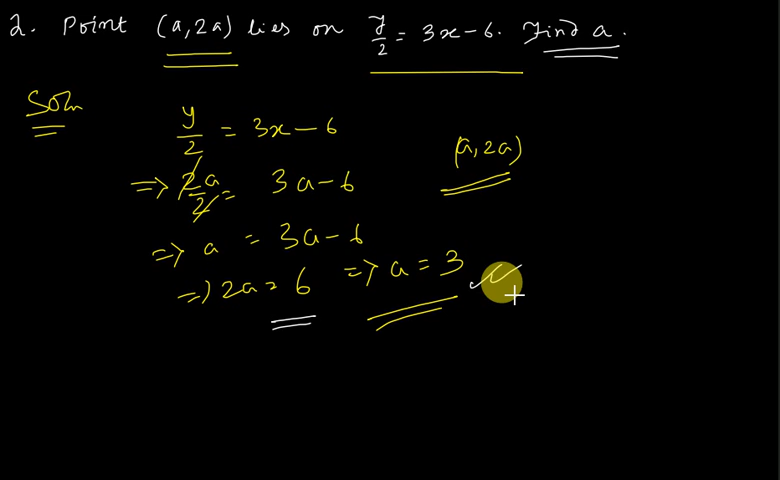 2. Point (a, 2a) lies on y/2 = 3x - 6. Find a.
Soln
y/2 = 3x - 6
(a, 2a)
=> 2a/2 = 3a - 6
=> a = 3a - 6
=> 2a = 6 => a = 3